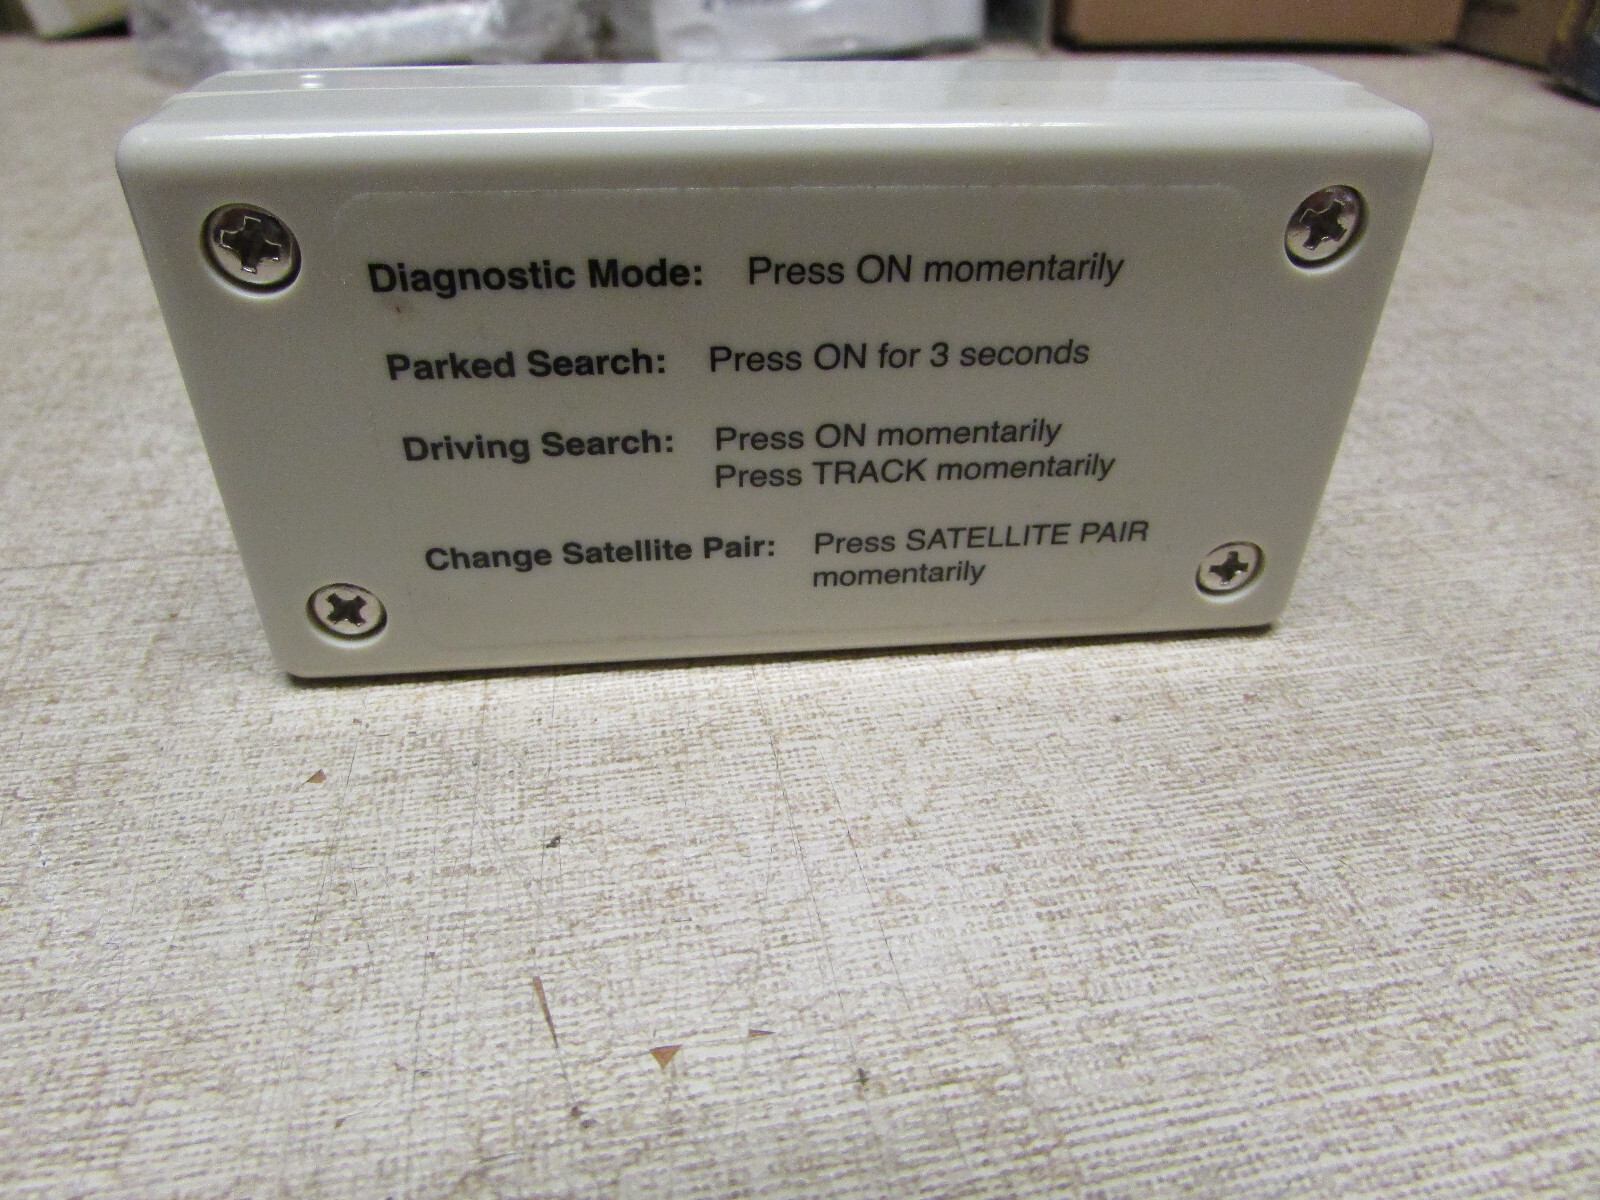 Diagnostic Mode: Press ON momentarily
Parked Search: Press ON for 3 seconds
Driving Search: Press ON momentarily
Press TRACK momentarily
Change Satellite Pair: Press SATELLITE PAIR
momentarily